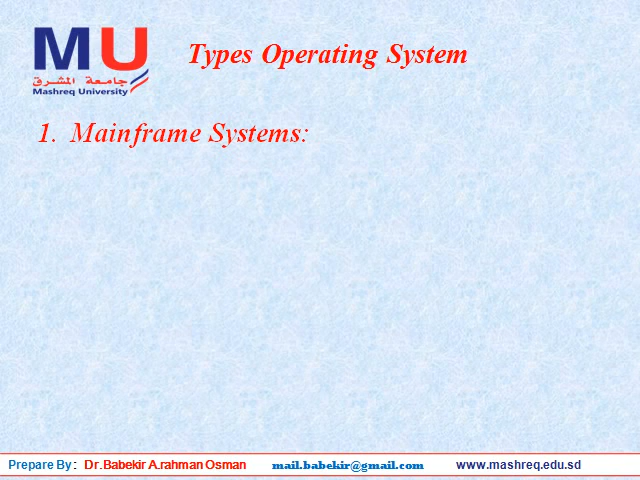 MU
جامعة المشرق
Mashreq University
Types Operating System
1. Mainframe Systems:
Prepare By: Dr.Babekir A.rahman Osman mail.babekir@gmail.com www.mashreq.edu.sd